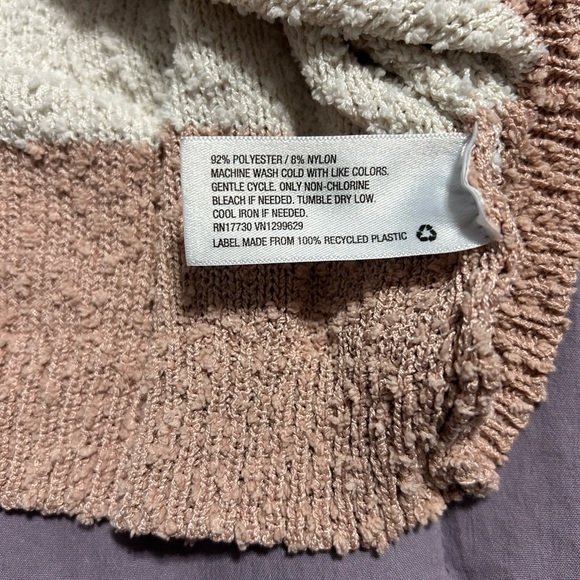 92% POLYESTER / 8% NYLON
MACHINE WASH COLD WITH LIKE COLORS.
GENTLE CYCLE. ONLY NON-CHLORINE
BLEACH IF NEEDED. TUMBLE DRY LOW.
COOL IRON IF NEEDED.
RN17730 VN1299629
LABEL MADE FROM 100% RECYCLED PLASTIC